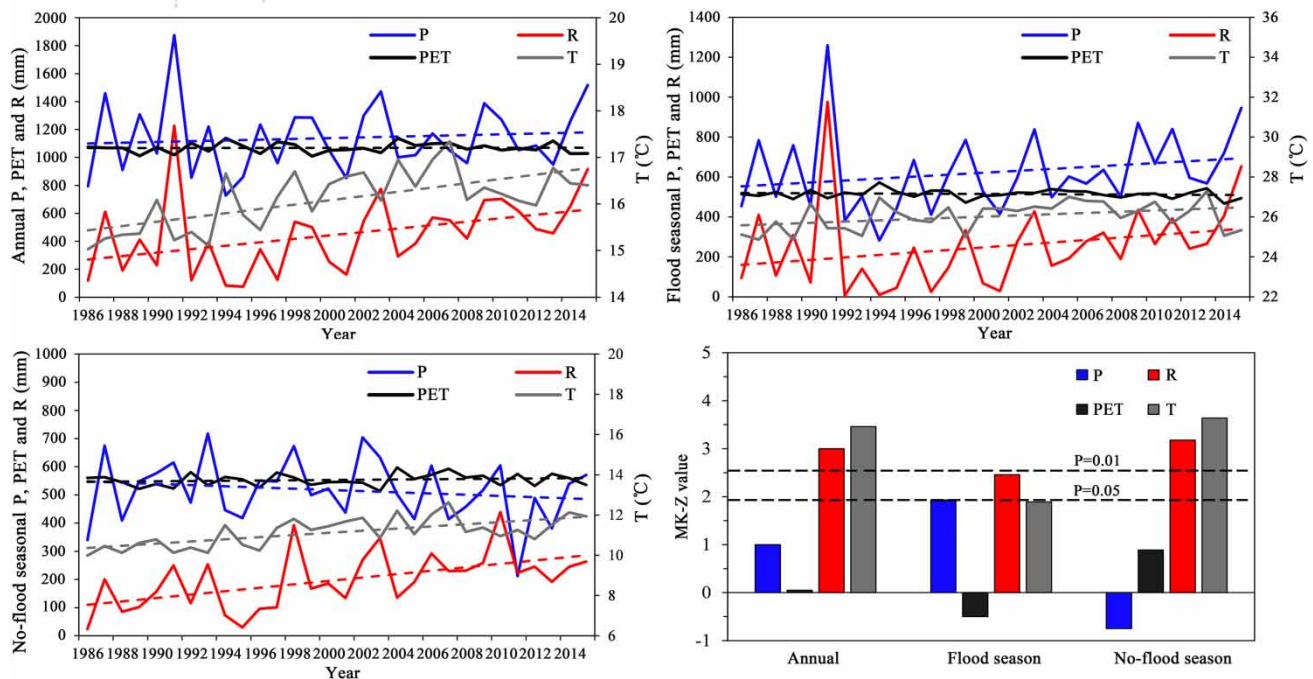 2000
1800
1600
1400
1200
1000
800
600
400
200
0
Annual P, PET and R (mm)
P
R
PET
T
20
19
18
17
16
15
14
T (℃)
1986 1988 1990 1992 1994 1996 1998 2000 2002 2004 2006 2008 2010 2012 2014
Year
1400
1200
1000
800
600
400
200
0
Flood seasonal P, PET and R (mm)
P
R
PET
T
36
34
32
30
28
26
24
22
T (℃)
1986 1988 1990 1992 1994 1996 1998 2000 2002 2004 2006 2008 2010 2012 2014
Year
1000
900
800
700
600
500
400
300
200
100
0
No-flood seasonal P, PET and R (mm)
P
R
PET
T
20
18
16
14
12
10
8
6
T (℃)
1986 1988 1990 1992 1994 1996 1998 2000 2002 2004 2006 2008 2010 2012 2014
Year
5
4
3
2
1
0
-1
MK-Z value
P
R
PET
T
P=0.01
P=0.05
Annual
Flood season
No-flood season